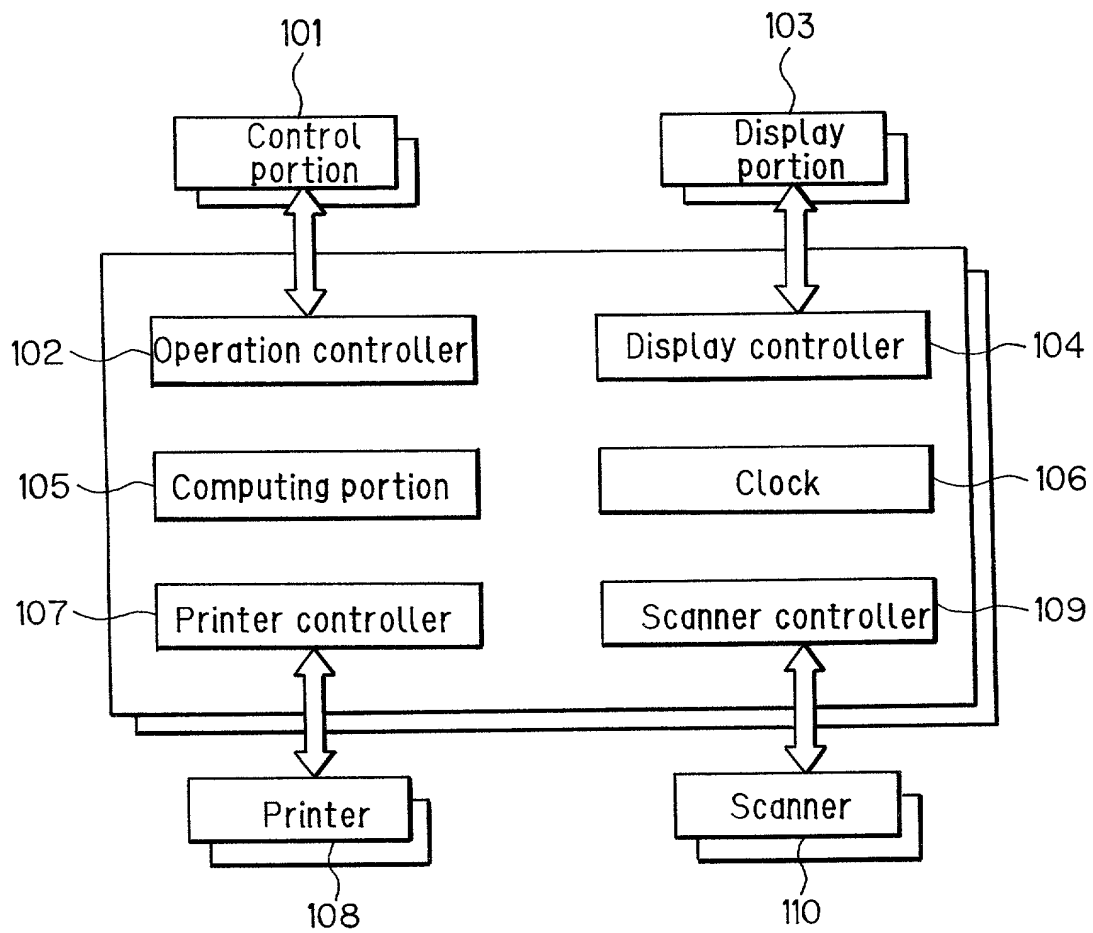 101
103
Control
portion
Display
portion
102
Operation controller
Display controller
104
105
Computing portion
Clock
106
107
Printer controller
Scanner controller
109
Printer
Scanner
108
110